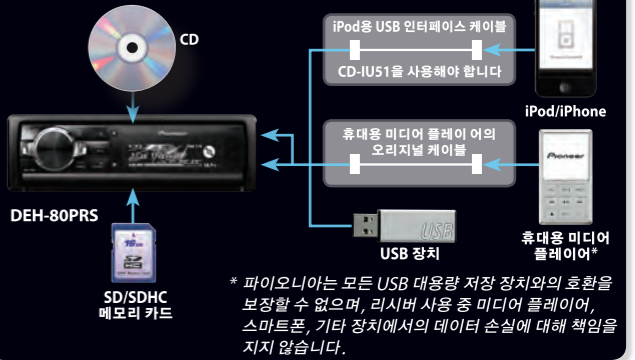 CD
iPod용 USB 인터페이스 케이블
CD-IU51을 사용해야 합니다
iPod/iPhone
Pioneer
휴대용 미디어 플레이 어의
오리지널 케이블
Pioneer
DEH-80PRS
USB
USB 장치
휴대용 미디어
플레이어*
16GB
SD/SDHC
메모리 카드
* 파이오니아는 모든 USB 대용량 저장 장치와의 호환을
보장할 수 없으며, 리시버 사용 중 미디어 플레이어,
스마트폰, 기타 장치에서의 데이터 손실에 대해 책임을
지지 않습니다.